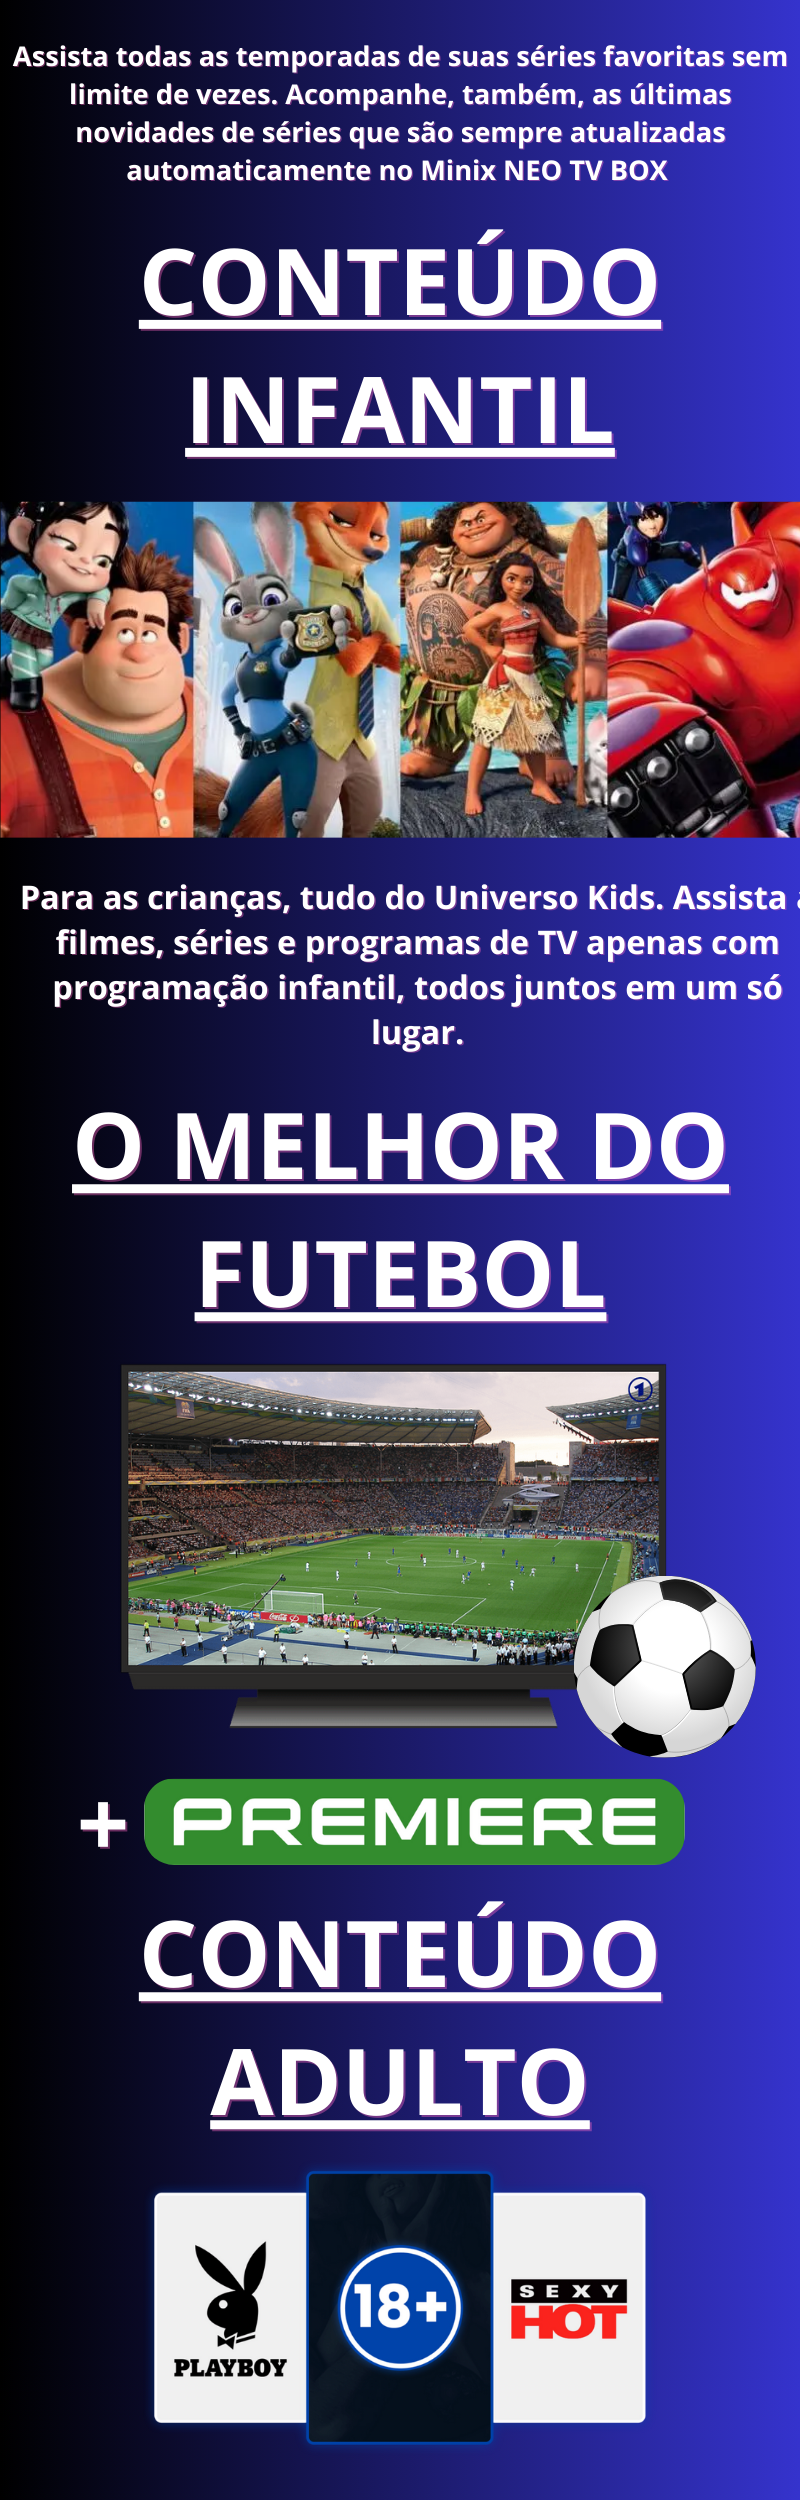 Assista todas as temporadas de suas séries favoritas sem
limite de vezes. Acompanhe, também, as últimas
novidades de séries que são sempre atualizadas
automaticamente no Minix NEO TV BOX
CONTEÚDO
INFANTIL
Para as crianças, tudo do Universo Kids. Assista a
filmes, séries e programas de TV apenas com
programação infantil, todos juntos em um só
lugar.
O MELHOR DO
FUTEBOL
1
Coca-Cola
+ PREMIERE
CONTEÚDO
ADULTO
PLAYBOY
18+
SEXY
HOT